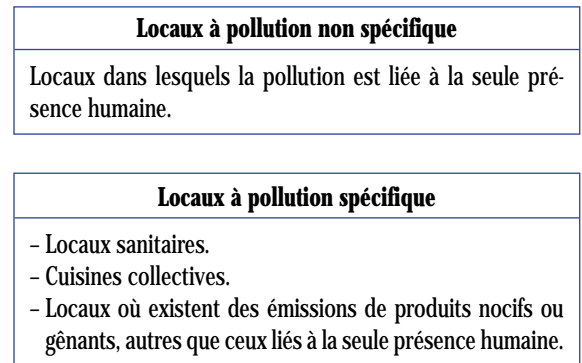 Locaux à pollution non spécifique
Locaux dans lesquels la pollution est liée à la seule pré-
sence humaine.
Locaux à pollution spécifique
– Locaux sanitaires.
– Cuisines collectives.
– Locaux où existent des émissions de produits nocifs ou
gênants, autres que ceux liés à la seule présence humaine.